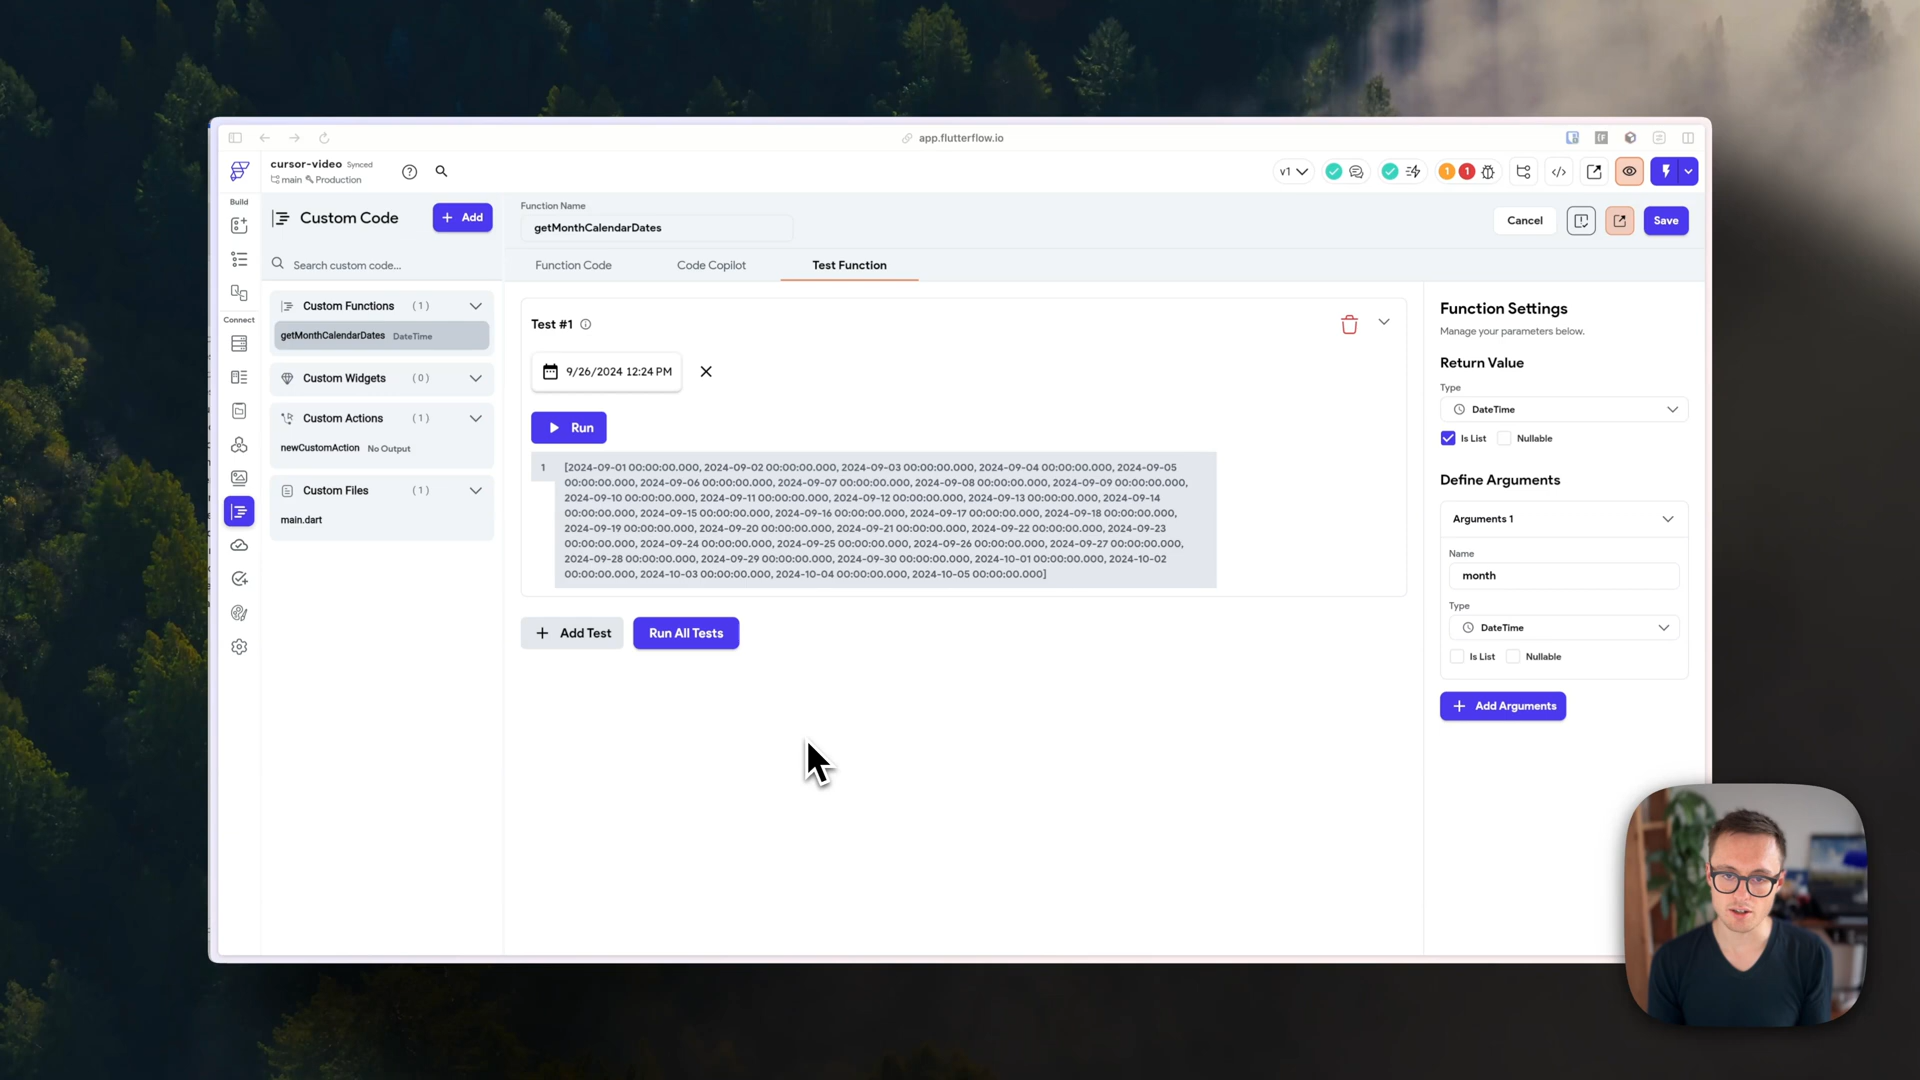 app.flutterflow.io
cursor-video Synced
main Production
v1
1 1
Build
Connect
Custom Code
+ Add
Search custom code...
Custom Functions (1)
getMonthCalendarDates DateTime
Custom Widgets (0)
Custom Actions (1)
newCustomAction No Output
Custom Files (1)
main.dart
Function Name
getMonthCalendarDates
Cancel
Save
Function Code
Code Copilot
Test Function
Test #1
9/26/2024 12:24 PM
Run
1
[2024-09-01 00:00:00.000, 2024-09-02 00:00:00.000, 2024-09-03 00:00:00.000, 2024-09-04 00:00:00.000, 2024-09-05
00:00:00.000, 2024-09-06 00:00:00.000, 2024-09-07 00:00:00.000, 2024-09-08 00:00:00.000, 2024-09-09 00:00:00.000,
2024-09-10 00:00:00.000, 2024-09-11 00:00:00.000, 2024-09-12 00:00:00.000, 2024-09-13 00:00:00.000, 2024-09-14
00:00:00.000, 2024-09-15 00:00:00.000, 2024-09-16 00:00:00.000, 2024-09-17 00:00:00.000, 2024-09-18 00:00:00.000,
2024-09-19 00:00:00.000, 2024-09-20 00:00:00.000, 2024-09-21 00:00:00.000, 2024-09-22 00:00:00.000, 2024-09-23
00:00:00.000, 2024-09-24 00:00:00.000, 2024-09-25 00:00:00.000, 2024-09-26 00:00:00.000, 2024-09-27 00:00:00.000,
2024-09-28 00:00:00.000, 2024-09-29 00:00:00.000, 2024-09-30 00:00:00.000, 2024-10-01 00:00:00.000, 2024-10-02
00:00:00.000, 2024-10-03 00:00:00.000, 2024-10-04 00:00:00.000, 2024-10-05 00:00:00.000]
+ Add Test
Run All Tests
Function Settings
Manage your parameters below.
Return Value
Type
DateTime
Is List
Nullable
Define Arguments
Arguments 1
Name
month
Type
DateTime
Is List
Nullable
+ Add Arguments